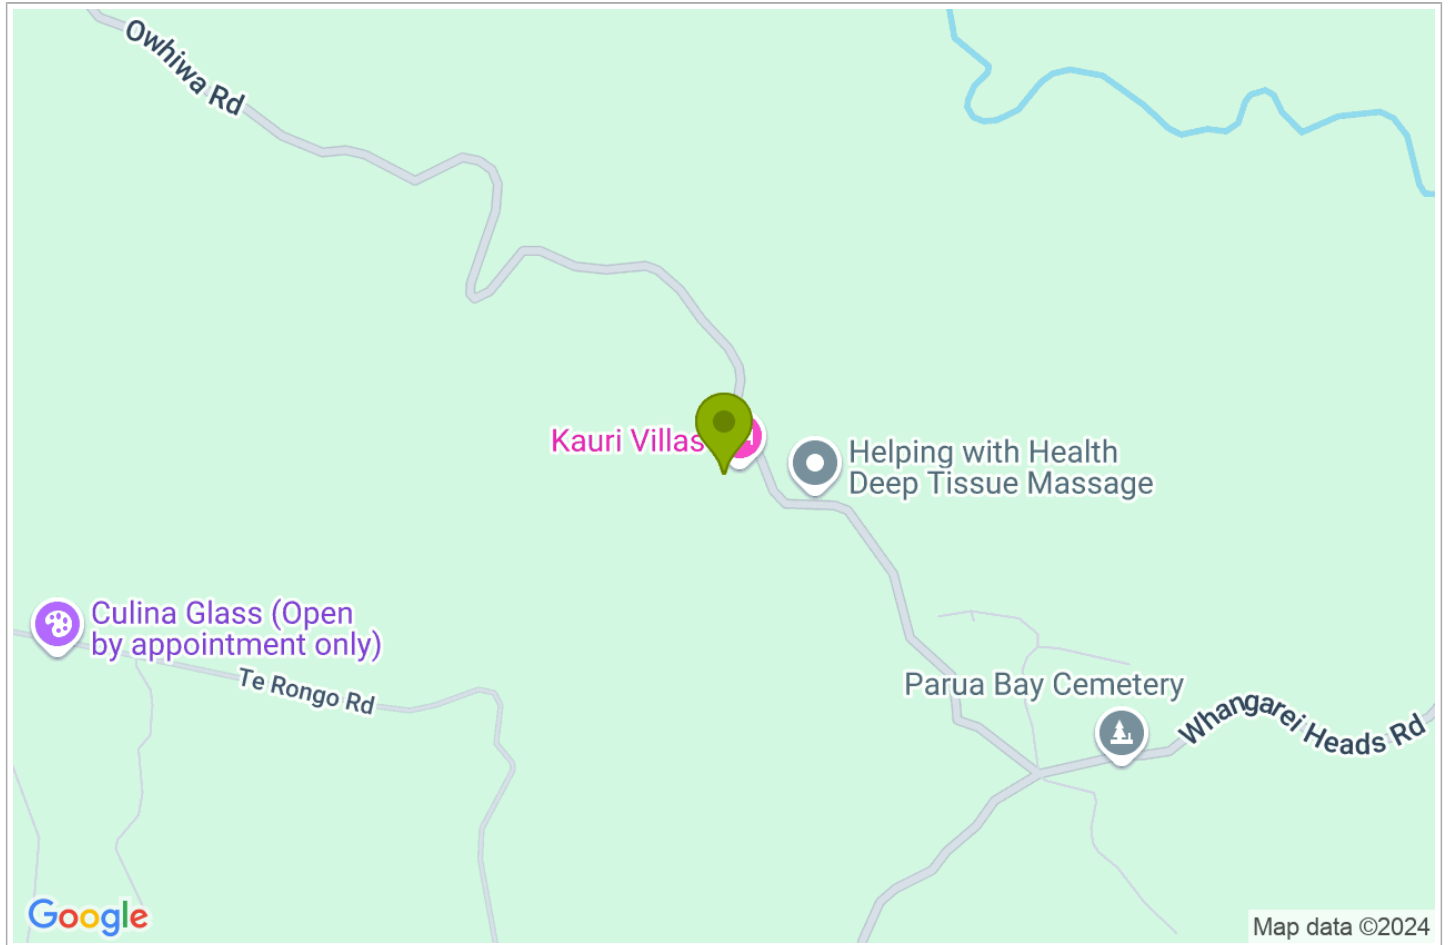 Owhiwa Rd
Kauri Villas
Helping with Health
Deep Tissue Massage
Culina Glass (Open
by appointment only)
Te Rongo Rd
Parua Bay Cemetery
Whangarei Heads Rd
Google
Map data ©2024